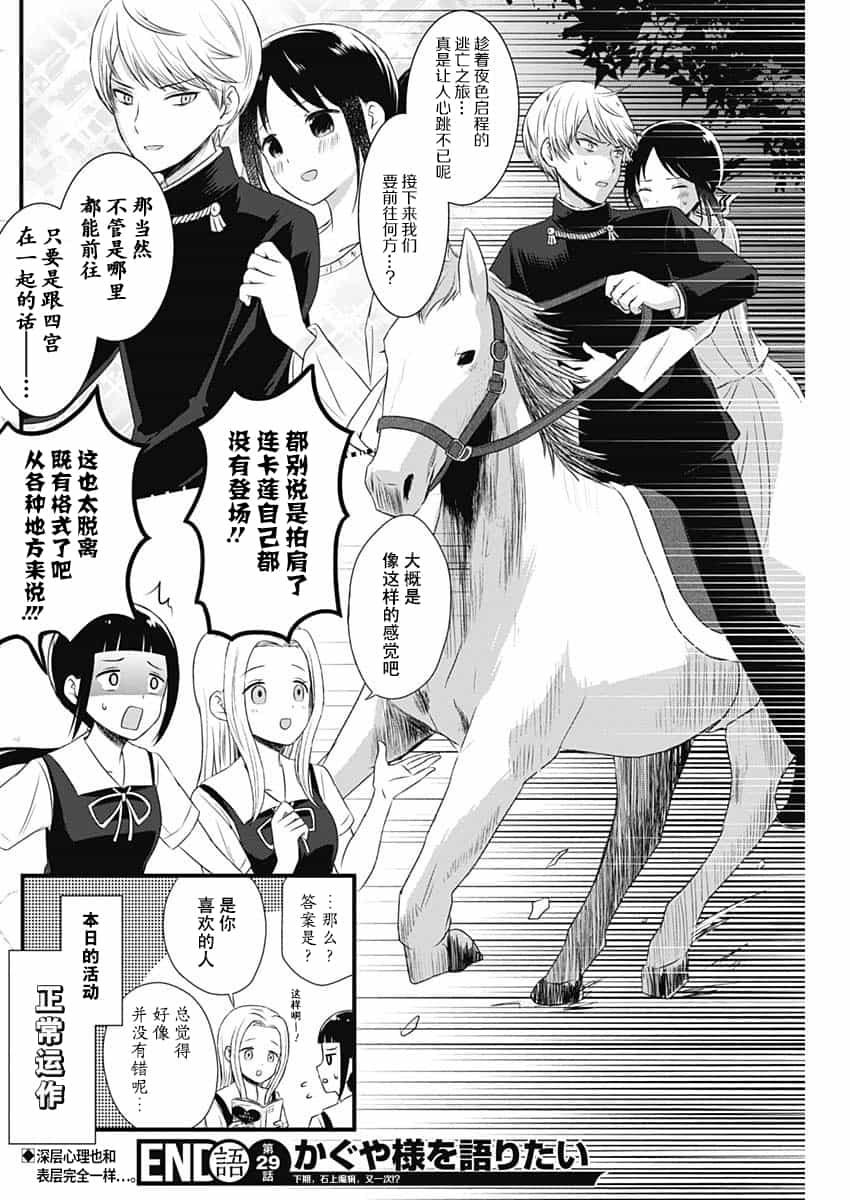 趁着夜色启程的
逃亡之旅…
真是让人心跳不已呢
接下来我们
要前往何方…?
那当然
不管是哪里
都能前往
只要是跟四宫
在一起的话
——…
都别说是拍肩了
连卡莲自己都
没有登场!!
这也太脱离
既有格式了吧
从各种地方来说!!!
大概是
像这样的感觉吧
…那么?
答案是?
是你
喜欢的人
这样啊—!
总觉得
好像
并没有错呢…
本日的活动
正常运作
◆深层心理也和
表层完全一样…。
END 語 第29話 かぐや様を語りたい
下期，石上编辑，又一次!?